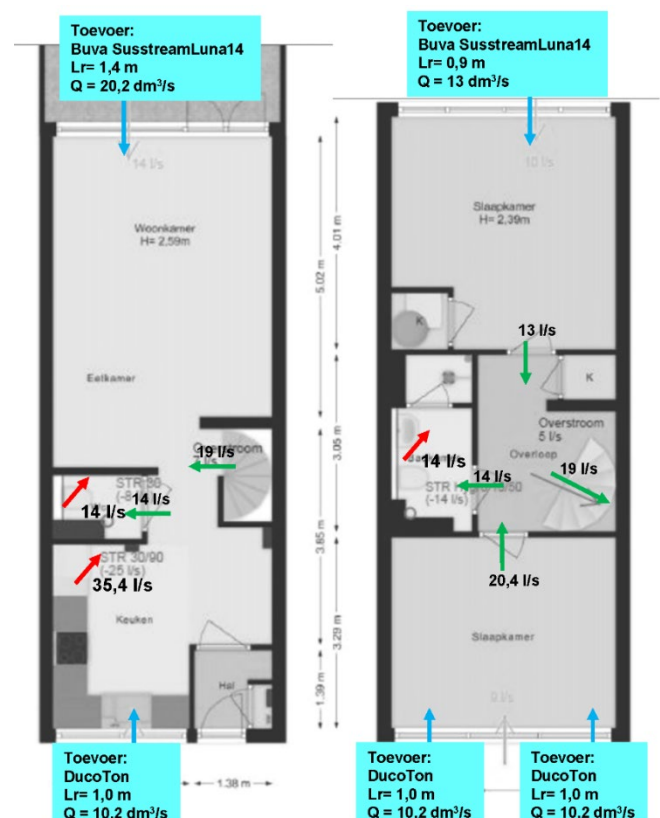 Toevoer:
Buva SusstreamLuna14
Lr= 1,4 m
Q = 20,2 dm³/s
Toevoer:
Buva SusstreamLuna14
Lr= 0,9 m
Q = 13 dm³/s
14 l/s
10 l/s
Woonkamer
H= 2,59m
Slaapkamer
H= 2,39m
4.01 m
5.02 m
K
13 l/s
Eetkamer
K
3.05 m
Overstroom
19 l/s
Overstroom
5 l/s
Overloop
14 l/s
14 l/s
19 l/s
(-14 l/s)
STR 30
14 l/s
14 l/s
3.85 m
STR 30/90
(-25 l/s)
35,4 l/s
20,4 l/s
Keuken
3.29 m
Slaapkamer
Hal
1.39 m
9 l/s
1.38 m
Toevoer:
DucoTon
Lr= 1,0 m
Q = 10,2 dm³/s
Toevoer:
DucoTon
Lr= 1,0 m
Q = 10,2 dm³/s
Toevoer:
DucoTon
Lr= 1,0 m
Q = 10,2 dm³/s